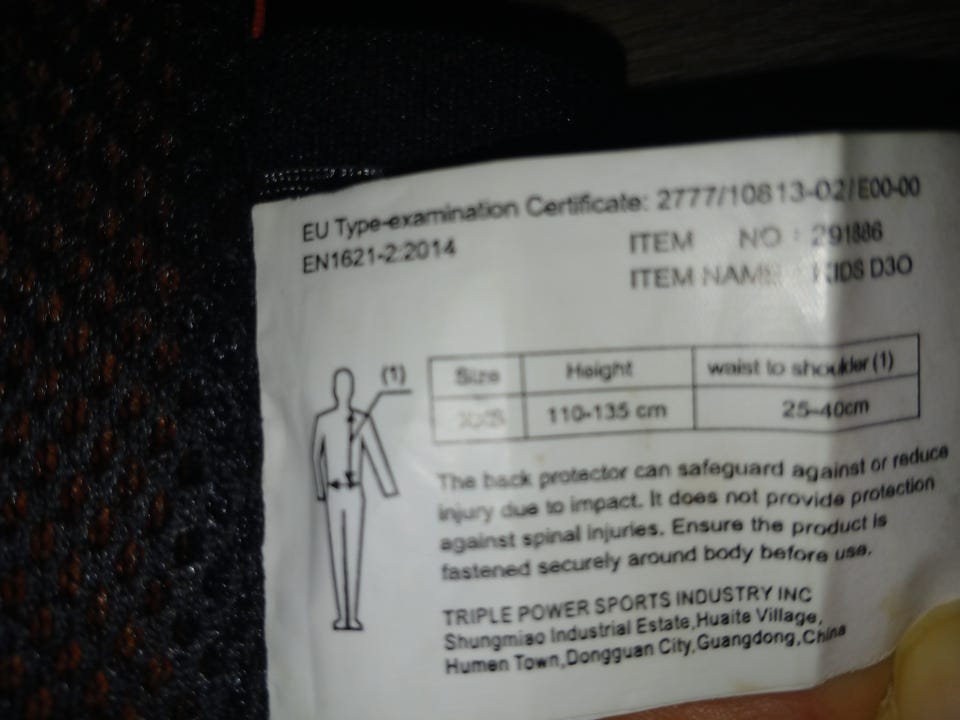 EU Type-examination Certificate: 2777/10813-02/E00-00
EN1621-2:2014
ITEM NO : 291886
ITEM NAME : KIDS D3O
(1)
Size Height waist to shoulder (1)
XXS 110-135 cm 25-40cm
The back protector can safeguard against or reduce
injury due to impact. It does not provide protection
against spinal injuries. Ensure the product is
fastened securely around body before use.
TRIPLE POWER SPORTS INDUSTRY INC
Shungmiao Industrial Estate,Huaite Village,
Humen Town,Dongguan City,Guangdong,China